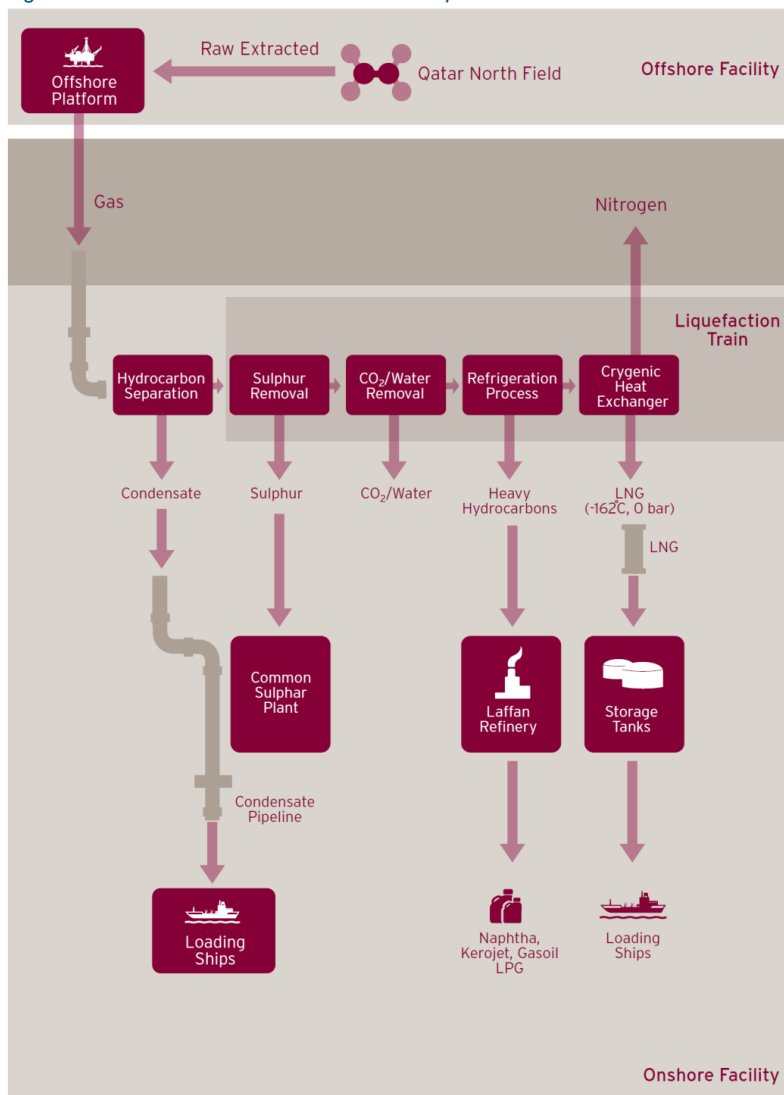 Raw Extracted
Qatar North Field
Offshore Facility
Offshore
Platform
Gas
Nitrogen
Liquefaction
Train
Hydrocarbon
Separation
Sulphur
Removal
CO₂/Water
Removal
Refrigeration
Process
Crygenic
Heat
Exchanger
Condensate
Sulphur
CO₂/Water
Heavy
Hydrocarbons
LNG
(-162°C, 0 bar)
LNG
Common
Sulphar
Plant
Laffan
Refinery
Storage
Tanks
Condensate
Pipeline
Loading
Ships
Naphtha,
Kerojet, Gasoil
LPG
Loading
Ships
Onshore Facility